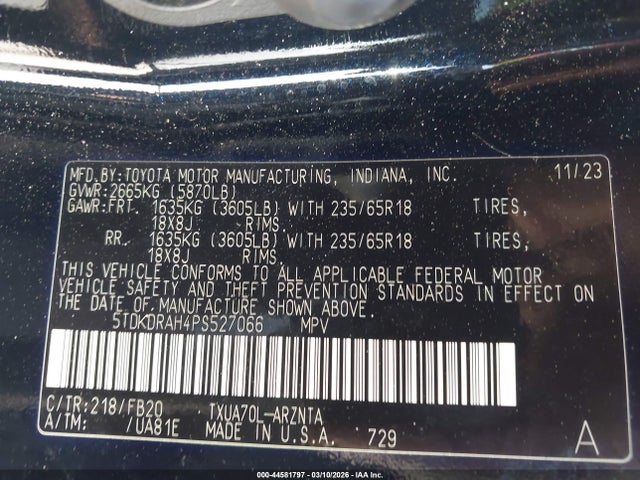 MFD.BY:TOYOTA MOTOR MANUFACTURING, INDIANA, INC. 11/23
GVWR:2665KG (5870LB)
GAWR:FRT. 1635KG (3605LB) WITH 235/65R18 TIRES,
18X8J RIMS.
RR. 1635KG (3605LB) WITH 235/65R18 TIRES,
18X8J RIMS.
THIS VEHICLE CONFORMS TO ALL APPLICABLE FEDERAL MOTOR
VEHICLE SAFETY AND THEFT PREVENTION STANDARDS IN EFFECT ON
THE DATE OF MANUFACTURE SHOWN ABOVE.
5TDKDRAH4PS527066 MPV
C/TR:218/FB20 TXUA70L-ARZNTA
A/TM: /UA81E MADE IN U.S.A. 729 A
000-44581797 - 03/10/2026 - IAAI.COM